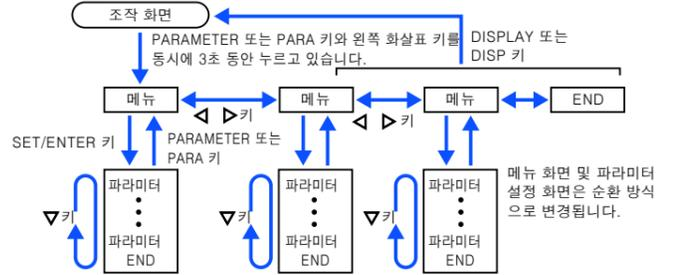 조작 화면
PARAMETER 또는 PARA 키와 왼쪽 화살표 키를
동시에 3초 동안 누르고 있습니다.
DISPLAY 또는
DISP 키
메뉴
메뉴
메뉴
END
키
키
SET/ENTER 키
PARAMETER 또는
PARA 키
파라미터
파라미터
END
키
파라미터
파라미터
END
키
파라미터
파라미터
END
키
메뉴 화면 및 파라미터
설정 화면은 순환 방식
으로 변경됩니다.